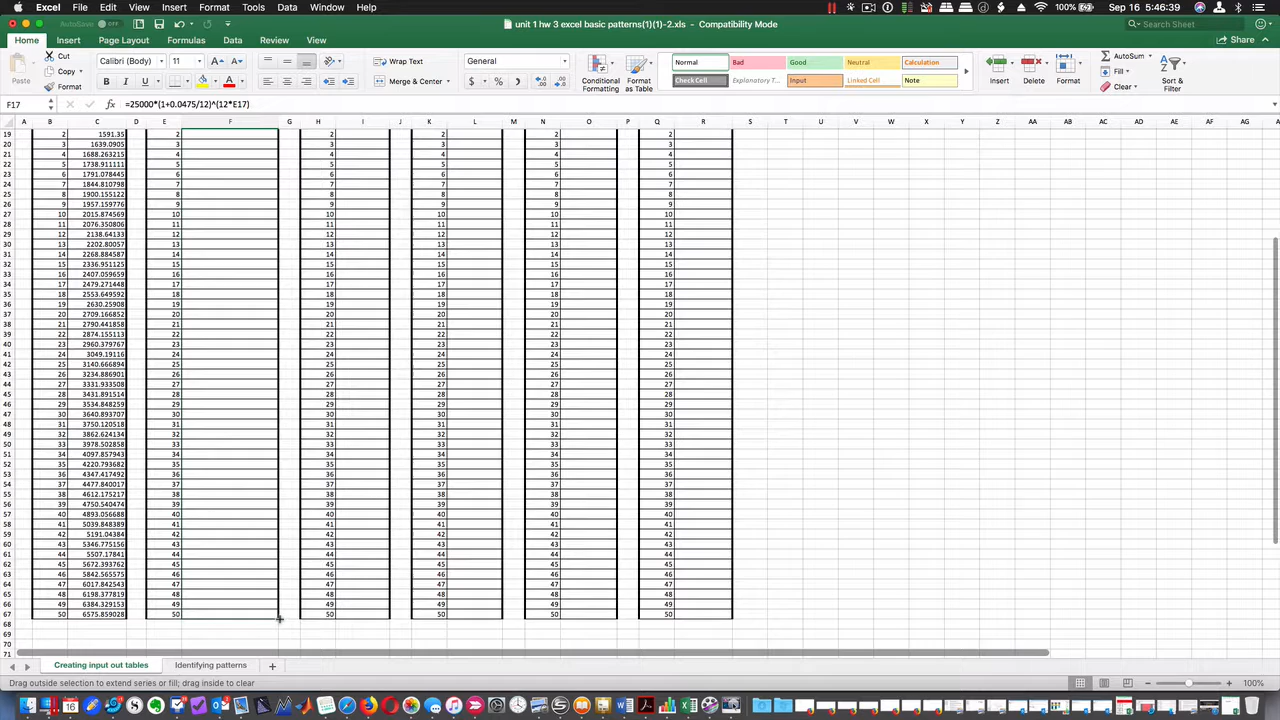 Excel File Edit View Insert Format Tools Data Window Help 100% Sep 16 5:46:39
AutoSave OFF unit 1 hw 3 excel basic patterns(1)(1)-2.xls - Compatibility Mode Search Sheet
Home Insert Page Layout Formulas Data Review View Share
Paste Cut Copy Format
Calibri (Body) 11 Wrap Text General Normal Bad Good Neutral Calculation AutoSum
B I U Merge & Center $ % Conditional Formatting Format as Table Check Cell Explanatory T... Input Linked Cell Note Insert Delete Format Fill Clear Sort & Filter
F17 fx =25000*(1+0.0475/12)^(12*E17)
A B C D E F G H I J K L M N O P Q R S T U V W X Y Z AA AB AC AD AE AF AG
19 2 1591.35 2 2 2 2 2
20 3 1639.0905 3 3 3 3 3
21 4 1688.263215 4 4 4 4 4
22 5 1738.911111 5 5 5 5 5
23 6 1791.078445 6 6 6 6 6
24 7 1844.810798 7 7 7 7 7
25 8 1900.155122 8 8 8 8 8
26 9 1957.159776 9 9 9 9 9
27 10 2015.874569 10 10 10 10 10
28 11 2076.350806 11 11 11 11 11
29 12 2138.64133 12 12 12 12 12
30 13 2202.80057 13 13 13 13 13
31 14 2268.884587 14 14 14 14 14
32 15 2336.951125 15 15 15 15 15
33 16 2407.059659 16 16 16 16 16
34 17 2479.271448 17 17 17 17 17
35 18 2553.649592 18 18 18 18 18
36 19 2630.25908 19 19 19 19 19
37 20 2709.166852 20 20 20 20 20
38 21 2790.441858 21 21 21 21 21
39 22 2874.155113 22 22 22 22 22
40 23 2960.379767 23 23 23 23 23
41 24 3049.19116 24 24 24 24 24
42 25 3140.666894 25 25 25 25 25
43 26 3234.886901 26 26 26 26 26
44 27 3331.933508 27 27 27 27 27
45 28 3431.891514 28 28 28 28 28
46 29 3534.848259 29 29 29 29 29
47 30 3640.893707 30 30 30 30 30
48 31 3750.120518 31 31 31 31 31
49 32 3862.624134 32 32 32 32 32
50 33 3978.502858 33 33 33 33 33
51 34 4097.857943 34 34 34 34 34
52 35 4220.793682 35 35 35 35 35
53 36 4347.417492 36 36 36 36 36
54 37 4477.840017 37 37 37 37 37
55 38 4612.175217 38 38 38 38 38
56 39 4750.540474 39 39 39 39 39
57 40 4893.056688 40 40 40 40 40
58 41 5039.848389 41 41 41 41 41
59 42 5191.04384 42 42 42 42 42
60 43 5346.775156 43 43 43 43 43
61 44 5507.17841 44 44 44 44 44
62 45 5672.393762 45 45 45 45 45
63 46 5842.565575 46 46 46 46 46
64 47 6017.842543 47 47 47 47 47
65 48 6198.377819 48 48 48 48 48
66 49 6384.329153 49 49 49 49 49
67 50 6575.859028 50 50 50 50 50
68
69
70
71
Creating input out tables Identifying patterns +
Drag outside selection to extend series or fill; drag inside to clear 100%